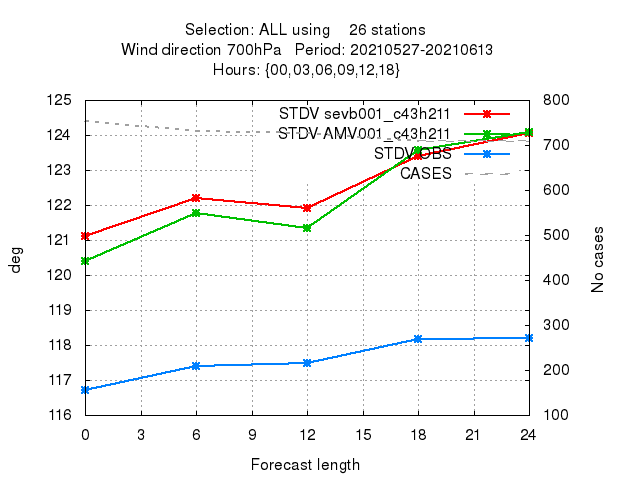 Selection: ALL using 26 stations
Wind direction 700hPa Period: 20210527-20210613
Hours: {00,03,06,09,12,18}
125
124
123
122
121
120
119
118
117
116
deg
STDV sevb001_c43h211
STDV AMV001_c43h211
STDV OBS
CASES
800
700
600
500
400
300
200
100
No cases
0 3 6 9 12 15 18 21 24
Forecast length